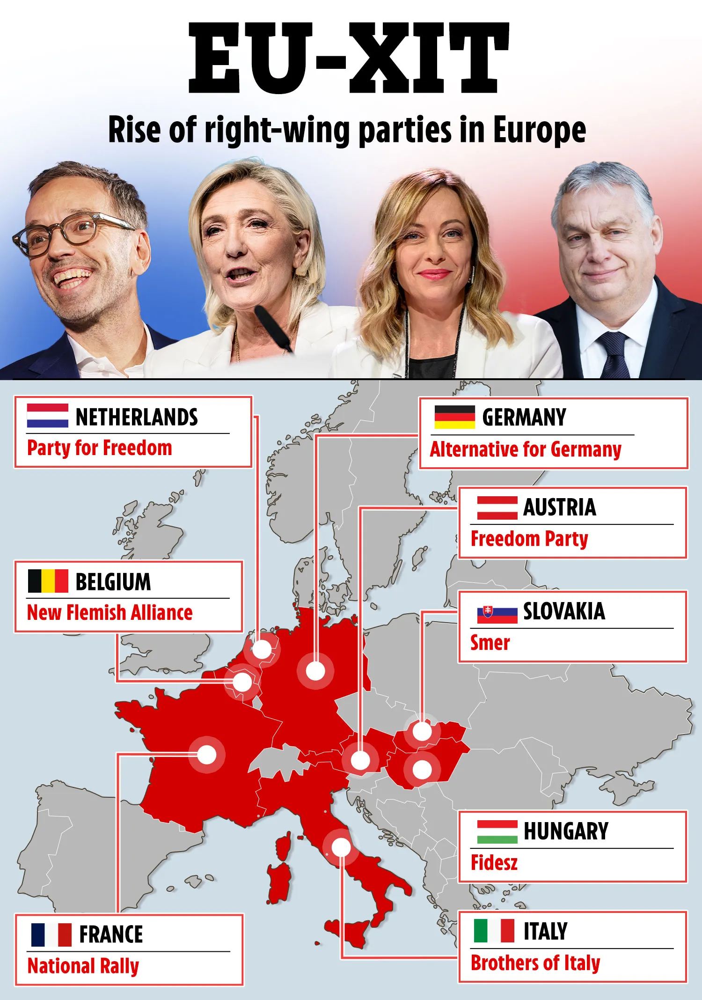 EU-XIT
Rise of right-wing parties in Europe
NETHERLANDS
Party for Freedom
GERMANY
Alternative for Germany
AUSTRIA
Freedom Party
BELGIUM
New Flemish Alliance
SLOVAKIA
Smer
HUNGARY
Fidesz
FRANCE
National Rally
ITALY
Brothers of Italy